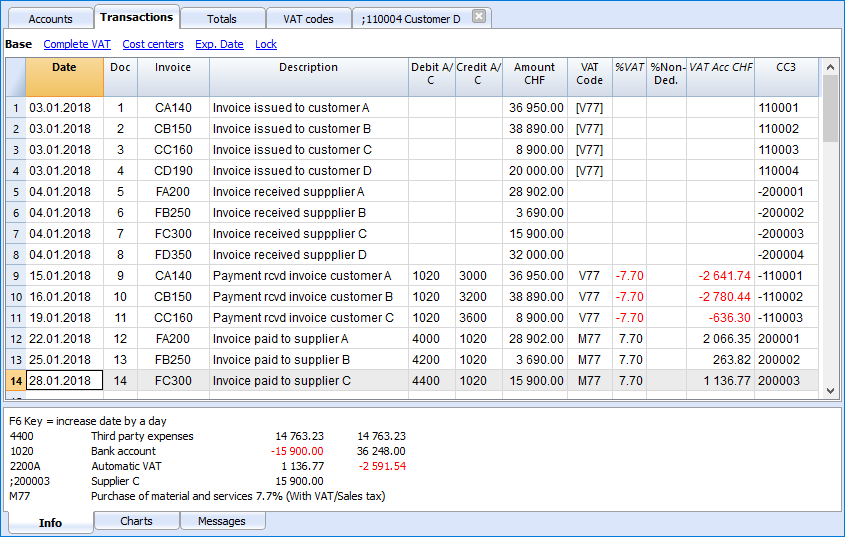 Accounts Transactions Totals VAT codes ;110004 Customer D
Base Complete VAT Cost centers Exp. Date Lock
Date Doc Invoice Description Debit A/C Credit A/C Amount CHF VAT Code %VAT %Non-Ded. VAT Acc CHF CC3
1 03.01.2018 1 CA140 Invoice issued to customer A 36 950.00 [V77] 110001
2 03.01.2018 2 CB150 Invoice issued to customer B 38 890.00 [V77] 110002
3 03.01.2018 3 CC160 Invoice issued to customer C 8 900.00 [V77] 110003
4 03.01.2018 4 CD190 Invoice issued to customer D 20 000.00 [V77] 110004
5 04.01.2018 5 FA200 Invoice received suppplier A 28 902.00 -200001
6 04.01.2018 6 FB250 Invoice received suppplier B 3 690.00 -200002
7 04.01.2018 7 FC300 Invoice received suppplier C 15 900.00 -200003
8 04.01.2018 8 FD350 Invoice received suppplier D 32 000.00 -200004
9 15.01.2018 9 CA140 Payment rcvd invoice customer A 1020 3000 36 950.00 V77 -7.70 -2 641.74 -110001
10 16.01.2018 10 CB150 Payment rcvd invoice customer B 1020 3200 38 890.00 V77 -7.70 -2 780.44 -110002
11 19.01.2018 11 CC160 Payment rcvd invoice customer C 1020 3600 8 900.00 V77 -7.70 -636.30 -110003
12 22.01.2018 12 FA200 Invoice paid to supplier A 4000 1020 28 902.00 M77 7.70 2 066.35 200001
13 25.01.2018 13 FB250 Invoice paid to supplier B 4200 1020 3 690.00 M77 7.70 263.82 200002
14 28.01.2018 14 FC300 Invoice paid to supplier C 4400 1020 15 900.00 M77 7.70 1 136.77 200003
F6 Key = increase date by a day
4400 Third party expenses 14 763.23 14 763.23
1020 Bank account -15 900.00 36 248.00
2200A Automatic VAT 1 136.77 -2 591.54
;200003 Supplier C 15 900.00
M77 Purchase of material and services 7.7% (With VAT/Sales tax)
Info Charts Messages